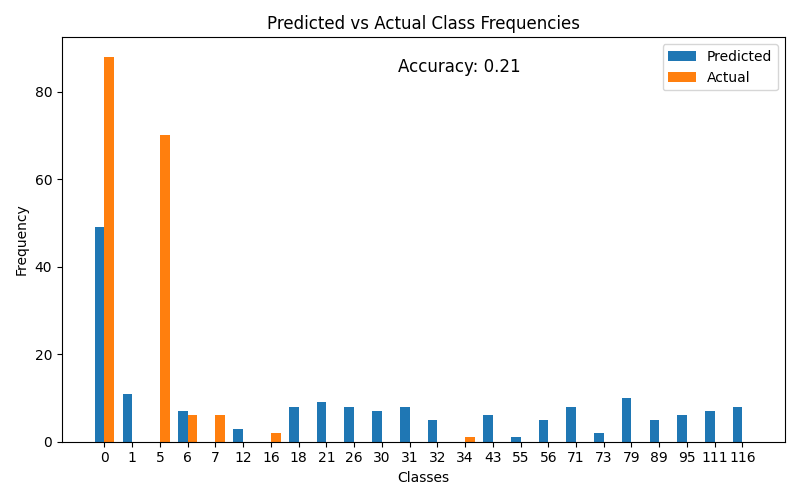 Predicted vs Actual Class Frequencies
Accuracy: 0.21
Predicted
Actual
Frequency
80
60
40
20
0
0 1 5 6 7 12 16 18 21 26 30 31 32 34 43 55 56 71 73 79 89 95 111 116
Classes